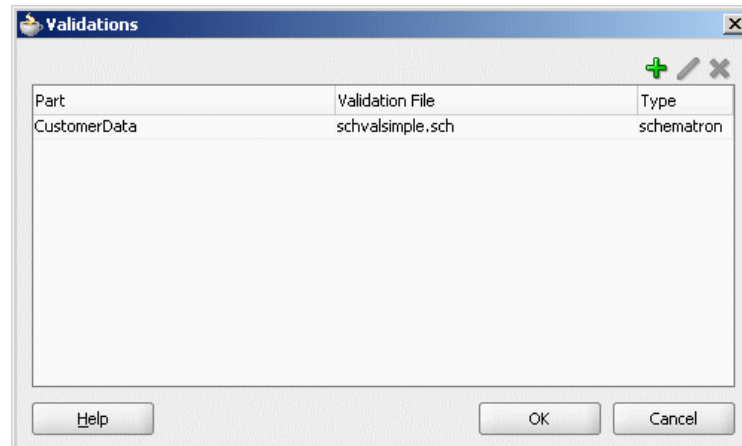 Validations
Part Validation File Type
CustomerData schvalsimple.sch schematron
Help OK Cancel